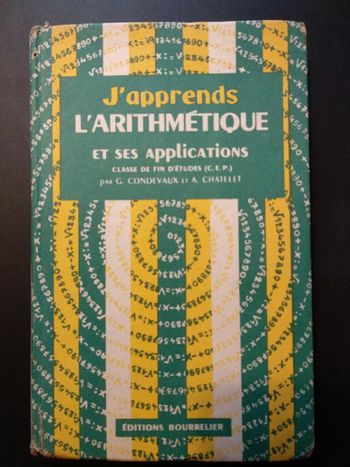 J'apprends
L'ARITHMÉTIQUE
ET SES APPLICATIONS
CLASSE DE FIN D'ÉTUDES (C.E.P.)
PAR G. CONDEVAUX ET A. CHATELET
ÉDITIONS BOURRELIER